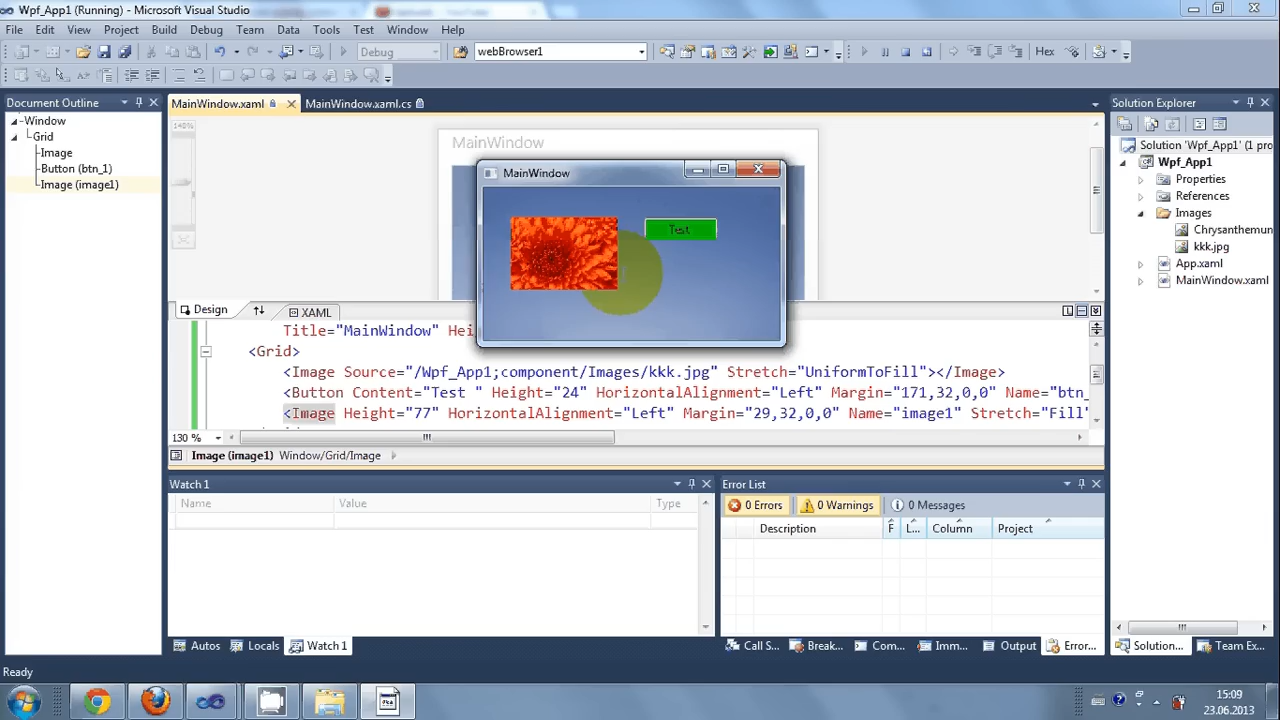 Wpf_App1 (Running) - Microsoft Visual Studio
File Edit View Project Build Debug Team Data Tools Test Window Help
Debug webBrowser1 Hex
Document Outline
MainWindow.xaml MainWindow.xaml.cs
Solution Explorer
Window
Grid
Image
Button (btn_1)
Image (image1)
MainWindow
MainWindow
Test
Solution 'Wpf_App1' (1 pro
Wpf_App1
Properties
References
Images
Chrysanthemun
kkk.jpg
App.xaml
MainWindow.xaml
Design XAML
Title="MainWindow" Hei
<Grid>
<Image Source="/Wpf_App1;component/Images/kkk.jpg" Stretch="UniformToFill"></Image>
<Button Content="Test " Height="24" HorizontalAlignment="Left" Margin="171,32,0,0" Name="btn_
<Image Height="77" HorizontalAlignment="Left" Margin="29,32,0,0" Name="image1" Stretch="Fill"
130 %
Image (image1) Window/Grid/Image
Watch 1
Name Value Type
Error List
0 Errors 0 Warnings 0 Messages
Description F L... Column Project
Autos Locals Watch 1
Call S... Break... Com... Imm... Output Error...
Solution... Team Ex...
Ready
15:09
23.06.2013